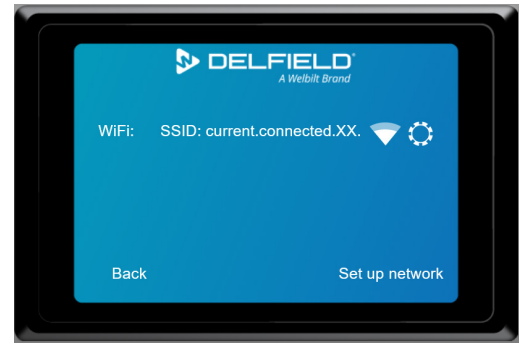 DELFIELD®
A Welbilt Brand
WiFi: SSID: current.connected.XX.
Back Set up network